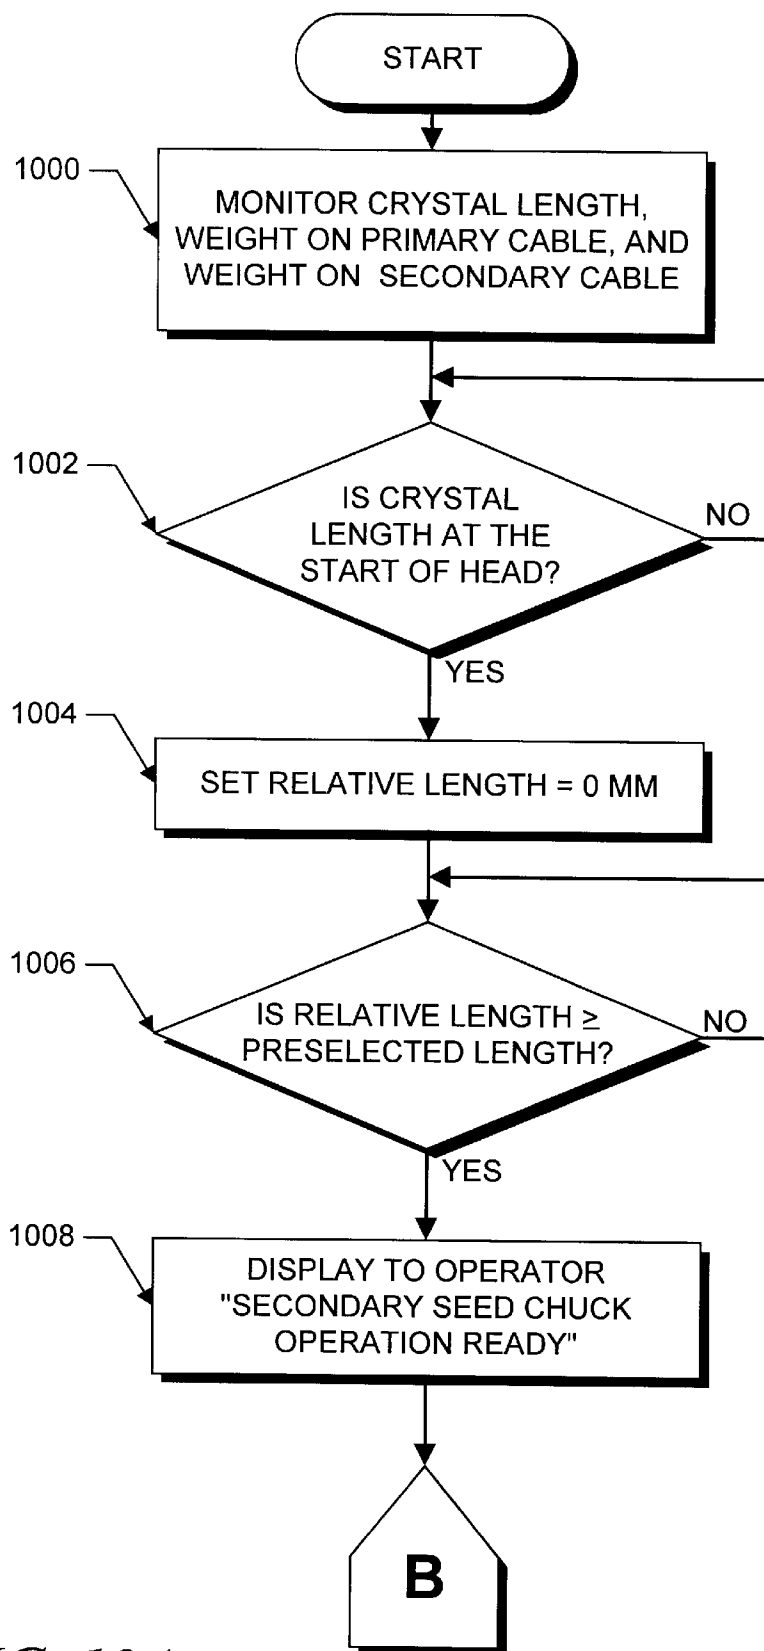 START
1000
MONITOR CRYSTAL LENGTH,
WEIGHT ON PRIMARY CABLE, AND
WEIGHT ON SECONDARY CABLE
1002
IS CRYSTAL
LENGTH AT THE
START OF HEAD?
NO
YES
1004
SET RELATIVE LENGTH = 0 MM
1006
IS RELATIVE LENGTH ≥
PRESELECTED LENGTH?
NO
YES
1008
DISPLAY TO OPERATOR
"SECONDARY SEED CHUCK
OPERATION READY"
B